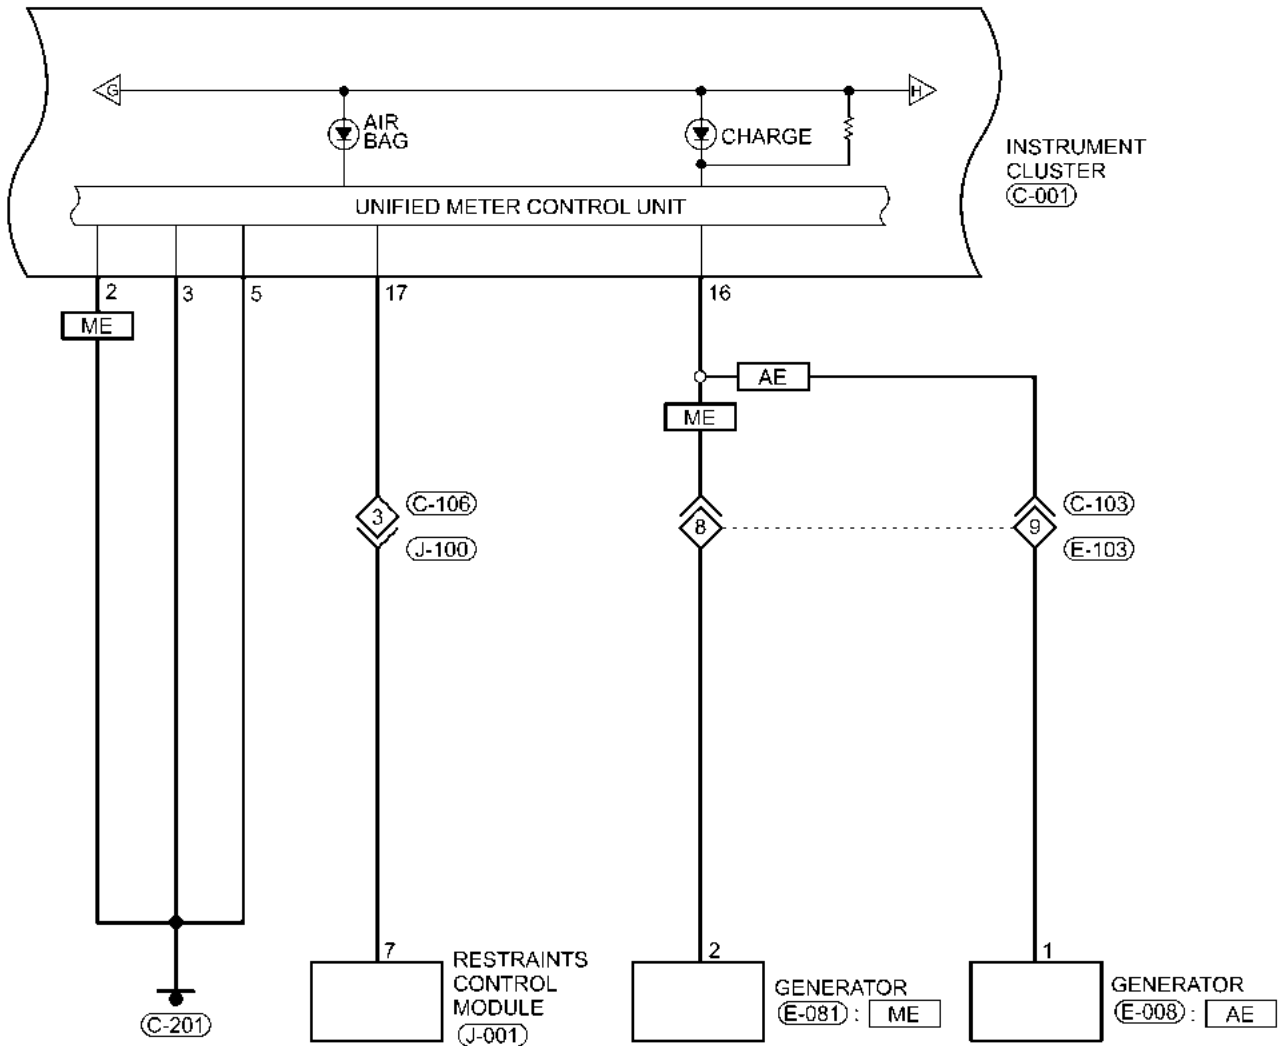 G
H
AIR
BAG
CHARGE
INSTRUMENT
CLUSTER
C-001
UNIFIED METER CONTROL UNIT
2
3
5
17
16
ME
AE
ME
3
C-106
J-100
8
9
C-103
E-103
7
2
1
RESTRAINTS
CONTROL
MODULE
J-001
GENERATOR
E-081 : ME
GENERATOR
E-008 : AE
C-201